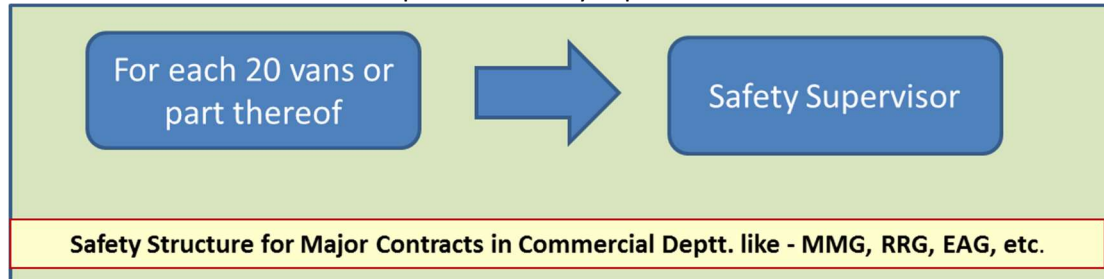 For each 20 vans or
part thereof
Safety Supervisor
Safety Structure for Major Contracts in Commercial Deptt. like - MMG, RRG, EAG, etc.